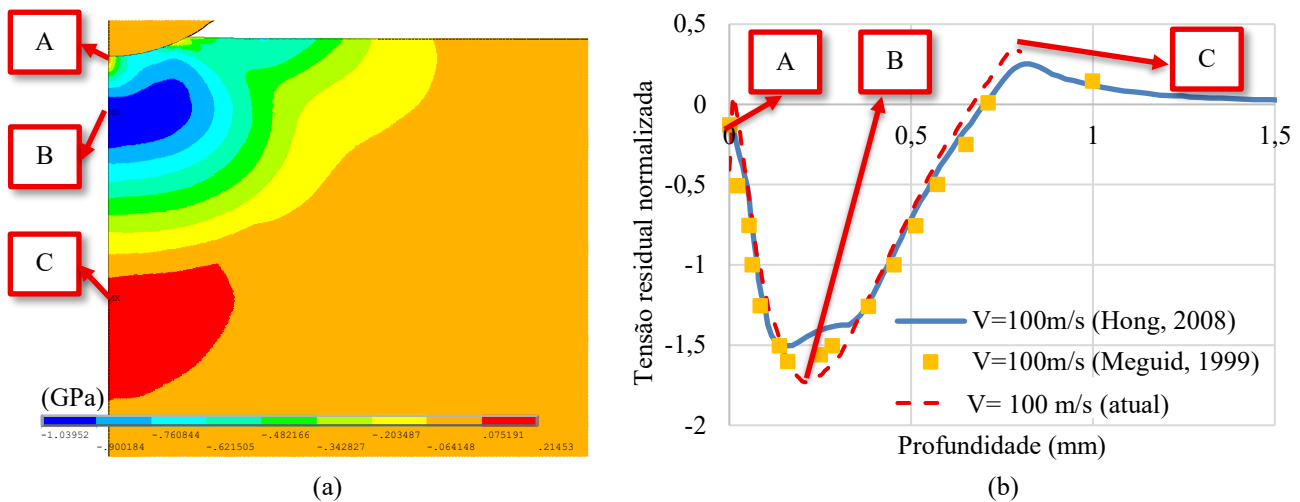 A
B
C
(GPa)
-1.03952 -.760844 -.482166 -.203487 .075191
-.900184 -.621505 -.342827 -.064148 .21453
(a)
0,5
0
-0,5
-1
-1,5
-2
Tensão residual normalizada
A
B
C
0 0,5 1 1,5
V=100m/s (Hong, 2008)
V=100m/s (Meguid, 1999)
V= 100 m/s (atual)
Profundidade (mm)
(b)